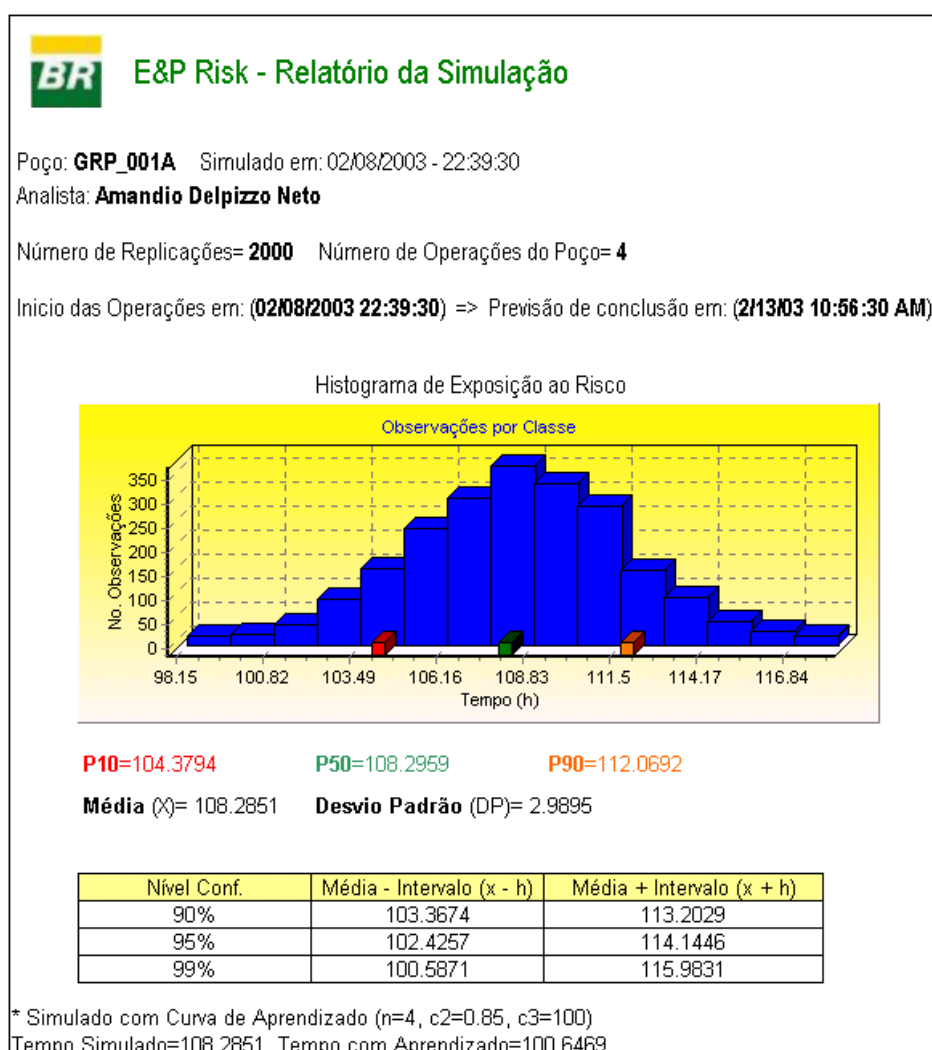 BR E&P Risk - Relatório da Simulação
Poço: GRP_001A Simulado em: 02/08/2003 - 22:39:30
Analista: Amandio Delpizzo Neto
Número de Replicações= 2000 Número de Operações do Poço= 4
Inicio das Operações em: (02/08/2003 22:39:30) => Previsão de conclusão em: (2/13/03 10:56:30 AM)
Histograma de Exposição ao Risco
Observações por Classe
No. Observações
350
300
250
200
150
100
50
0
98.15 100.82 103.49 106.16 108.83 111.5 114.17 116.84
Tempo (h)
P10=104.3794 P50=108.2959 P90=112.0692
Média (X)= 108.2851 Desvio Padrão (DP)= 2.9895
Nível Conf. Média - Intervalo (x - h) Média + Intervalo (x + h)
90% 103.3674 113.2029
95% 102.4257 114.1446
99% 100.5871 115.9831
* Simulado com Curva de Aprendizado (n=4, c2=0.85, c3=100)
Tempo Simulado=108.2851 Tempo com Aprendizado=100.6469